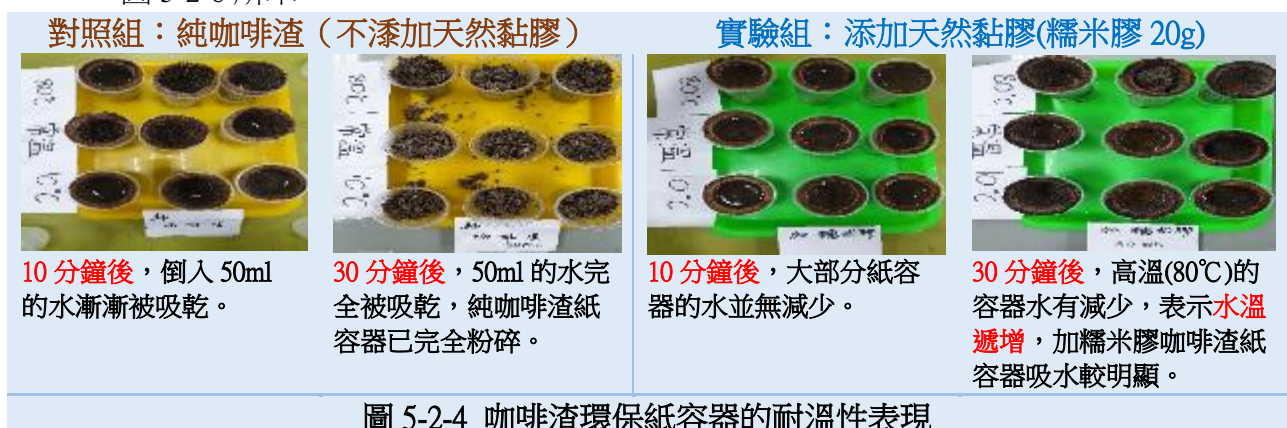 對照組：純咖啡渣（不添加天然黏膠）
實驗組：添加天然黏膠(糯米膠 20g)
80℃
室溫
10 分鐘後，倒入 50ml
的水漸漸被吸乾。
30 分鐘後，50ml 的水完
全被吸乾，純咖啡渣紙
容器已完全粉碎。
10 分鐘後，大部分紙容
器的水並無減少。
30 分鐘後，高溫(80℃)的
容器水有減少，表示水溫
遞增，加糯米膠咖啡渣紙
容器吸水較明顯。
圖 5-2-4 咖啡渣環保紙容器的耐溫性表現